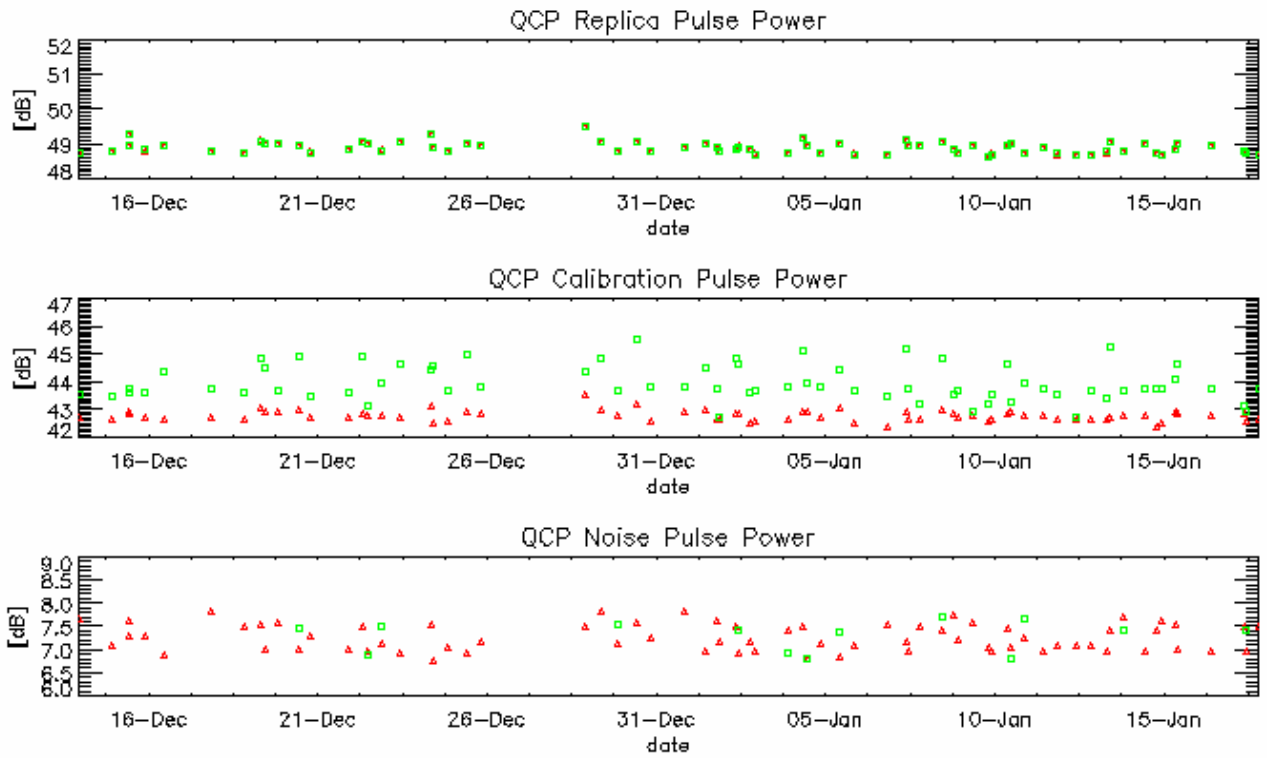 QCP Replica Pulse Power
52
51
50
49
48
[dB]
16-Dec 21-Dec 26-Dec 31-Dec 05-Jan 10-Jan 15-Jan
date
QCP Calibration Pulse Power
47
46
45
44
43
42
[dB]
16-Dec 21-Dec 26-Dec 31-Dec 05-Jan 10-Jan 15-Jan
date
QCP Noise Pulse Power
9.0
8.5
8.0
7.5
7.0
6.5
6.0
[dB]
16-Dec 21-Dec 26-Dec 31-Dec 05-Jan 10-Jan 15-Jan
date